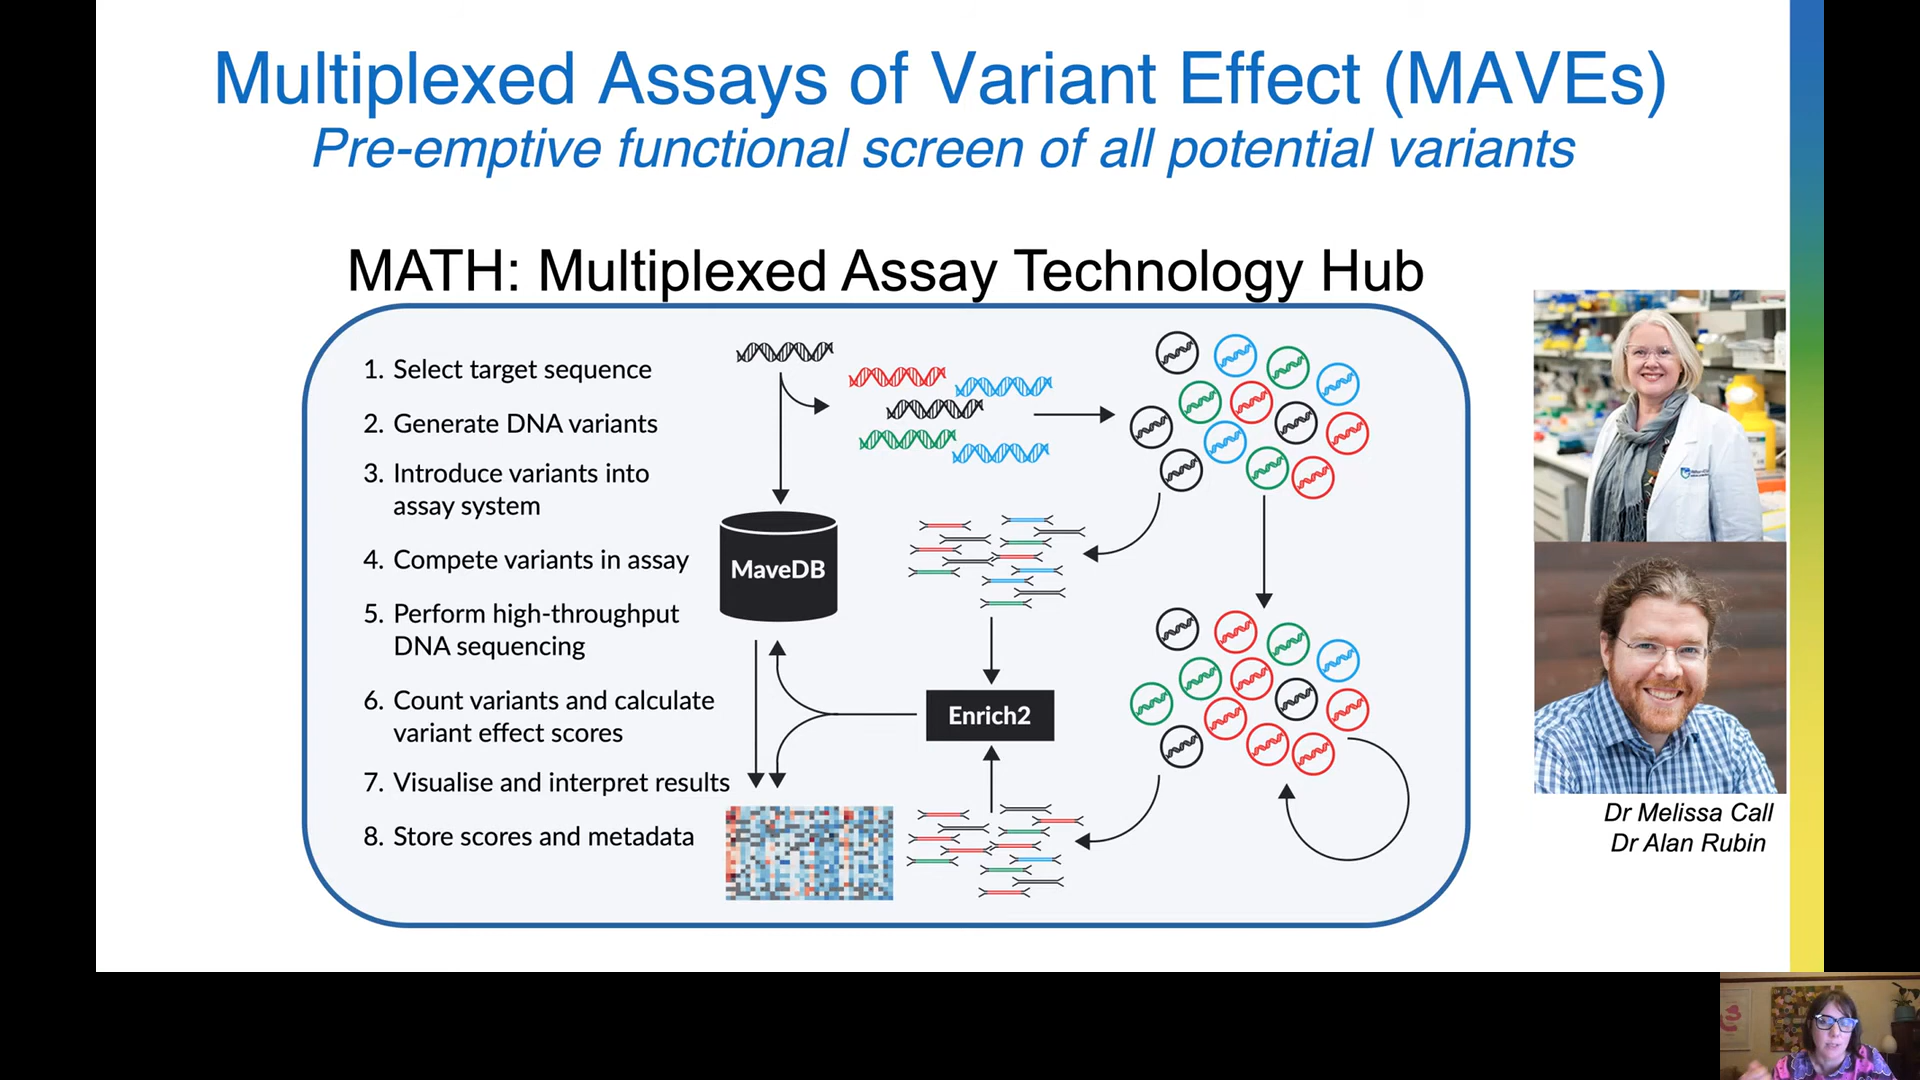 Multiplexed Assays of Variant Effect (MAVEs)
Pre-emptive functional screen of all potential variants
MATH: Multiplexed Assay Technology Hub
1. Select target sequence
2. Generate DNA variants
3. Introduce variants into
assay system
4. Compete variants in assay
5. Perform high-throughput
DNA sequencing
6. Count variants and calculate
variant effect scores
7. Visualise and interpret results
8. Store scores and metadata
MaveDB
Enrich2
Dr Melissa Call
Dr Alan Rubin